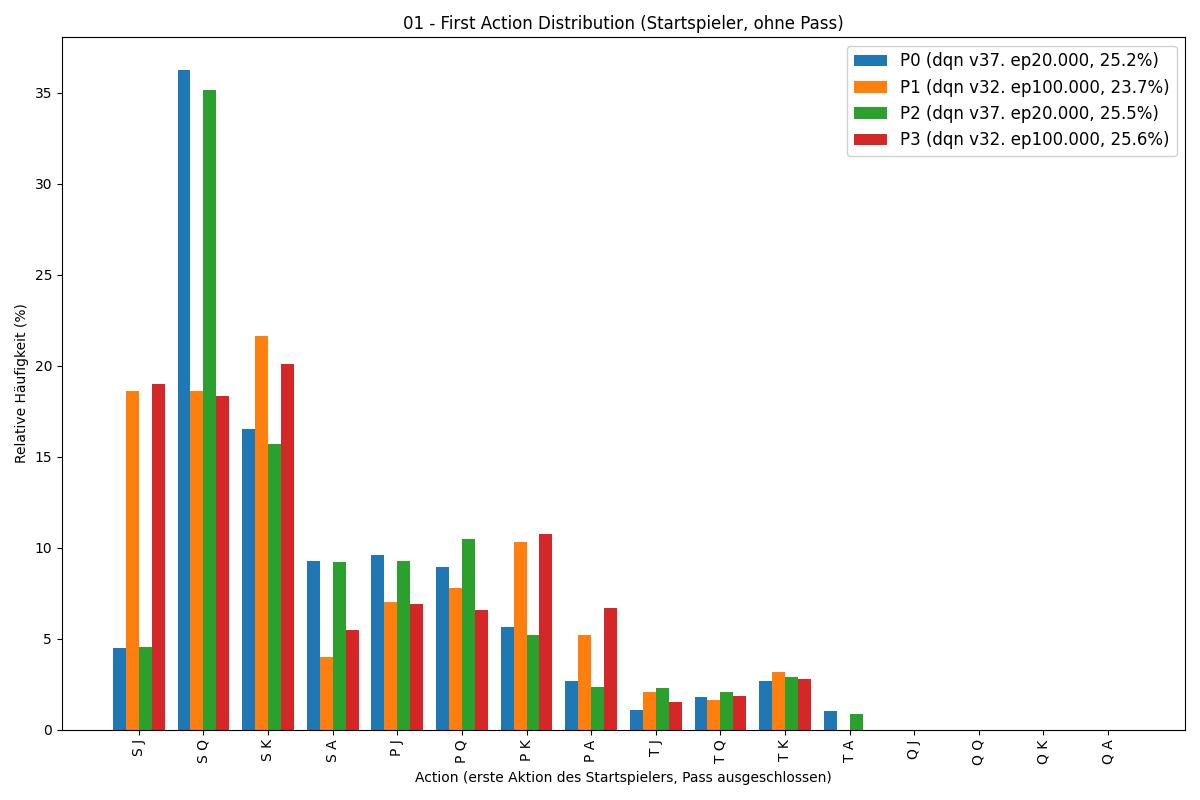 01 - First Action Distribution (Startspieler, ohne Pass)
P0 (dqn v37. ep20.000, 25.2%)
P1 (dqn v32. ep100.000, 23.7%)
P2 (dqn v37. ep20.000, 25.5%)
P3 (dqn v32. ep100.000, 25.6%)
Relative Häufigkeit (%)
35
30
25
20
15
10
5
0
S J
S Q
S K
S A
P J
P Q
P K
P A
T J
T Q
T K
T A
Q J
Q Q
Q K
Q A
Action (erste Aktion des Startspielers, Pass ausgeschlossen)